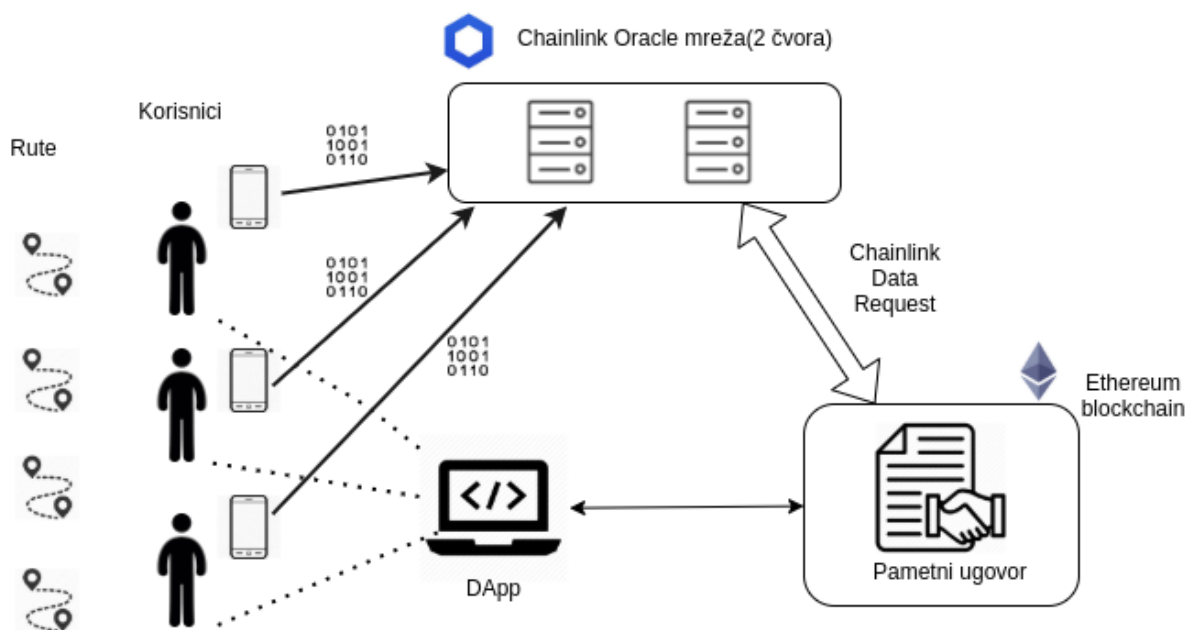 Chainlink Oracle mreža(2 čvora)
Korisnici
Rute
0101
1001
0110
0101
1001
0110
0101
1001
0110
Chainlink
Data
Request
Ethereum
blockchain
</>
DApp
Pametni ugovor